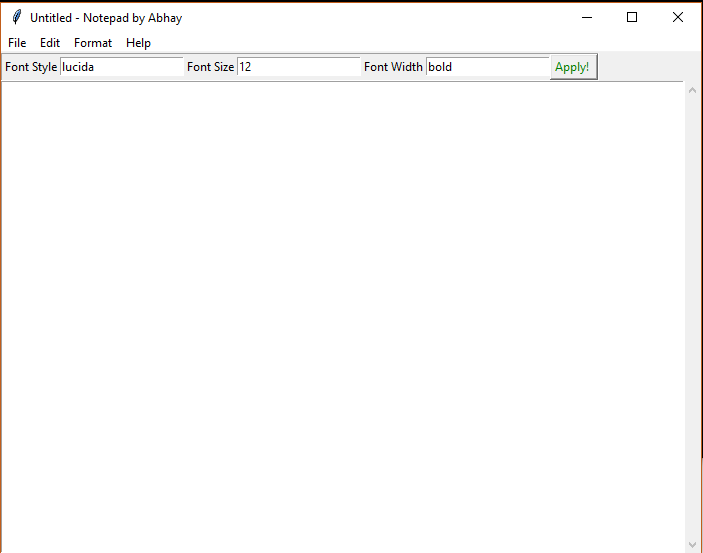 Untitled - Notepad by Abhay
File Edit Format Help
Font Style lucida Font Size 12 Font Width bold Apply!